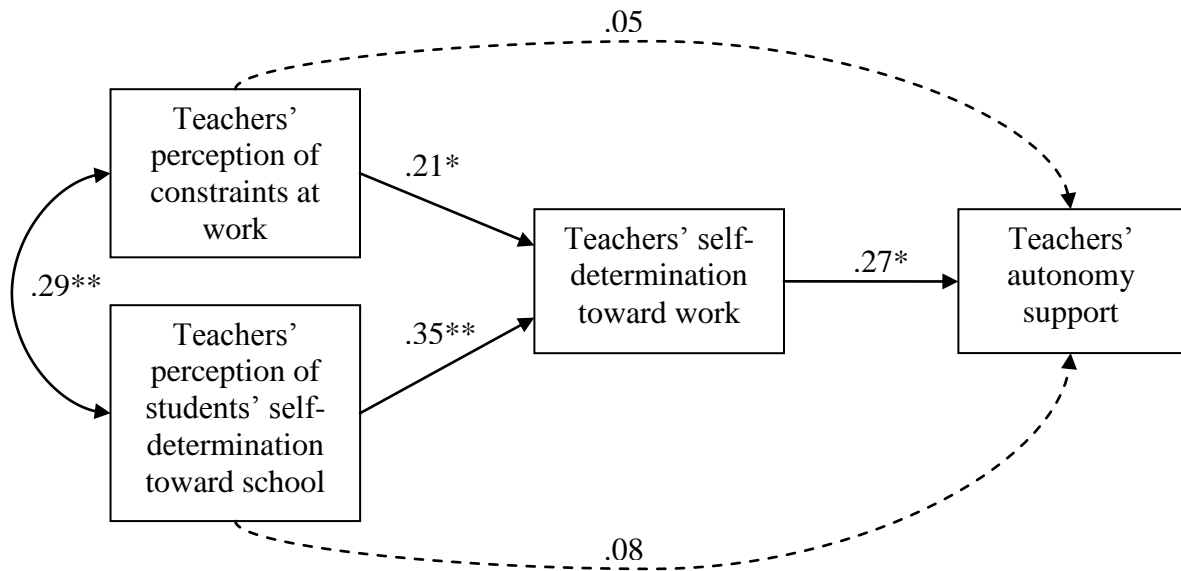 .05
Teachers’
perception of
constraints at
work
.21*
.29**
Teachers’
perception of
students’ self-
determination
toward school
.35**
Teachers’ self-
determination
toward work
.27*
Teachers’
autonomy
support
.08